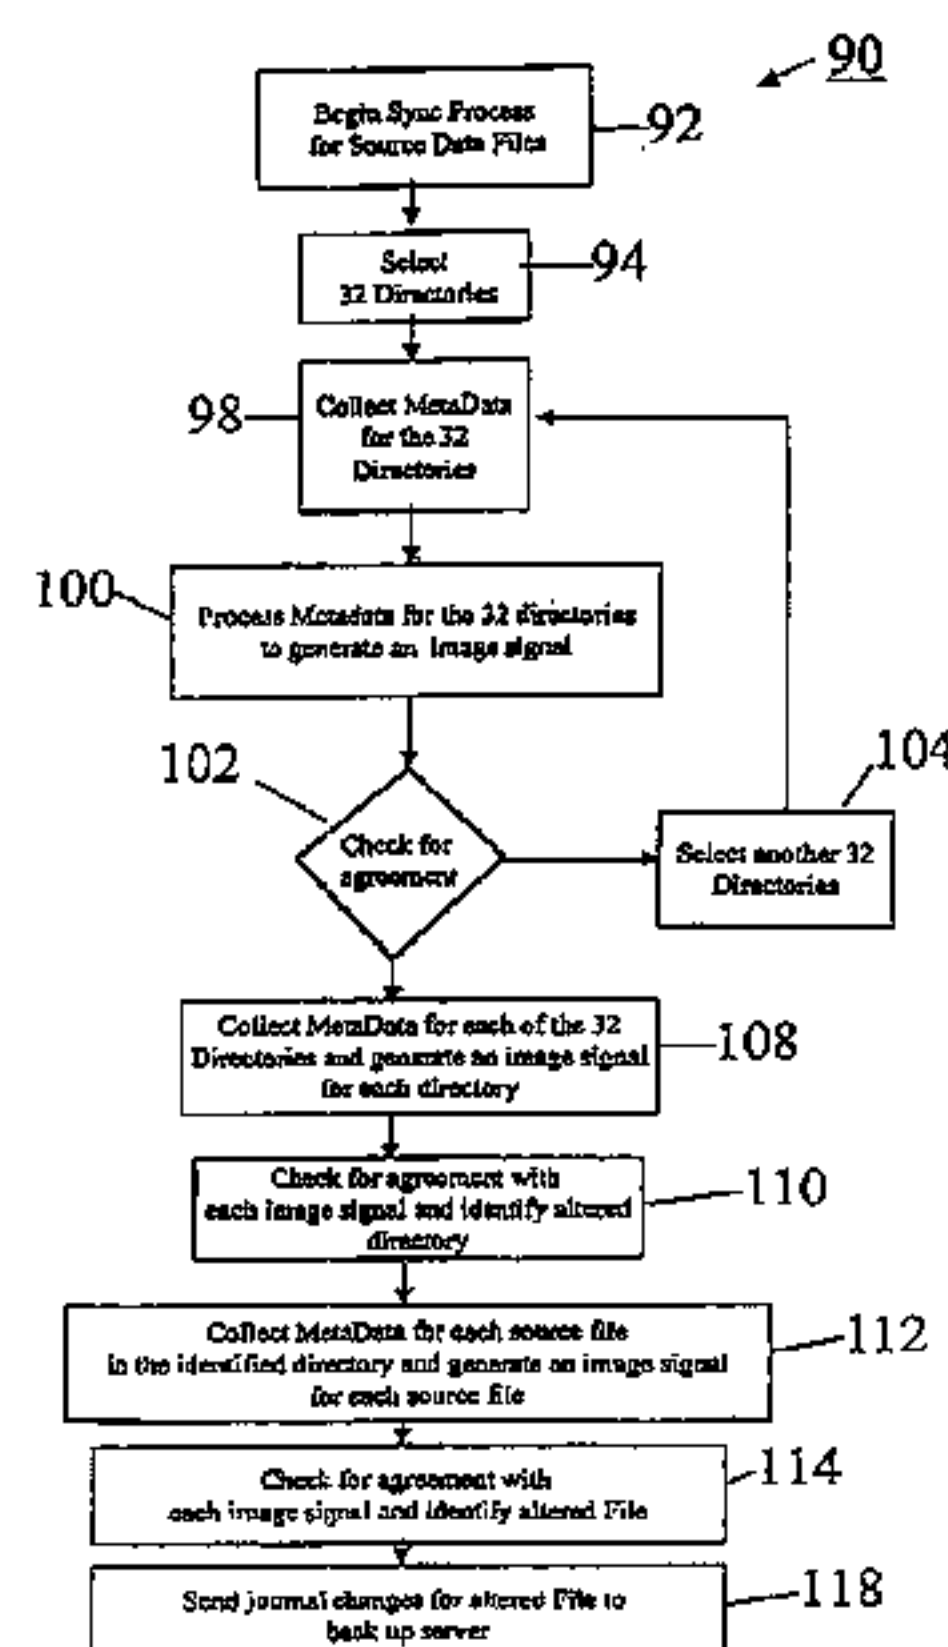 90
Begin Sync Process
for Source Data Files
92
Select
32 Directories
94
98
Collect MetaData
for the 32
Directories
100
Process Metadata for the 32 directories
to generate an image signal
102
Check for
agreement
104
Select another 32
Directories
Collect MetaData for each of the 32
Directories and generate an image signal
for each directory
108
Check for agreement with
each image signal and identify altered
directory
110
Collect MetaData for each source file
in the identified directory and generate an image signal
for each source file
112
Check for agreement with
each image signal and identify altered File
114
Send journal changes for altered File to
back up server
118